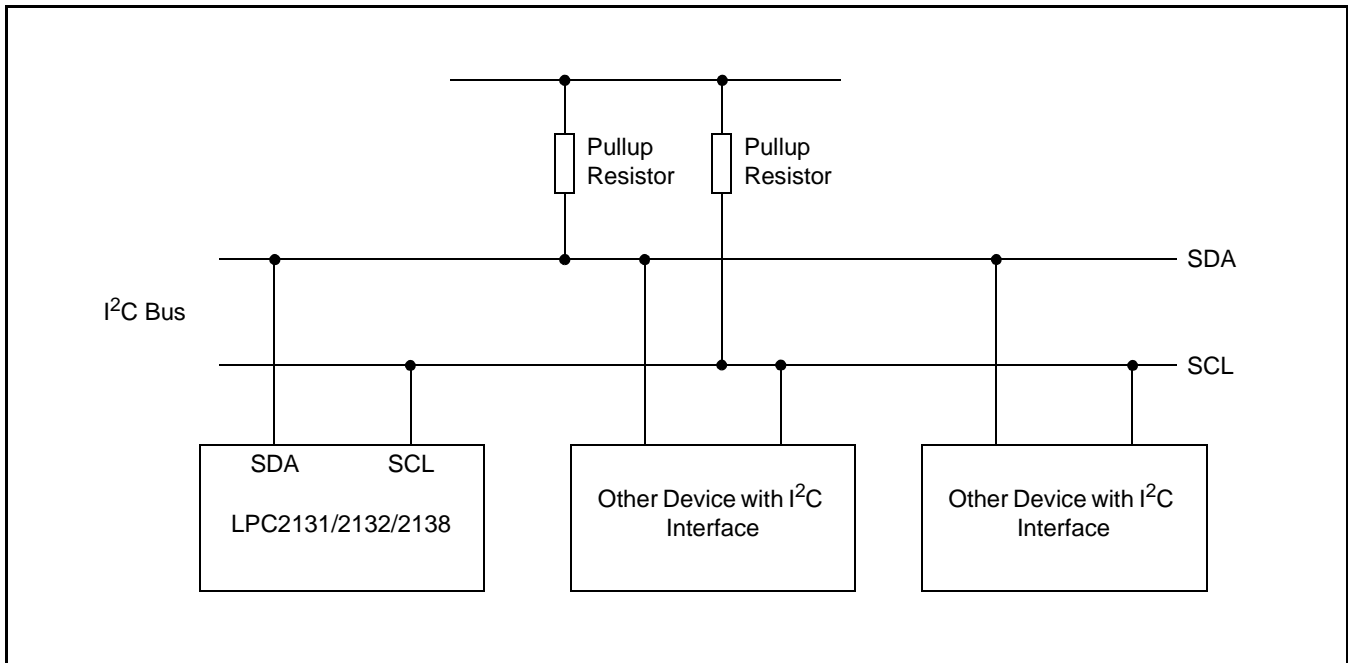 Pullup
Resistor
Pullup
Resistor
SDA
I²C Bus
SCL
SDA SCL
LPC2131/2132/2138
Other Device with I²C
Interface
Other Device with I²C
Interface